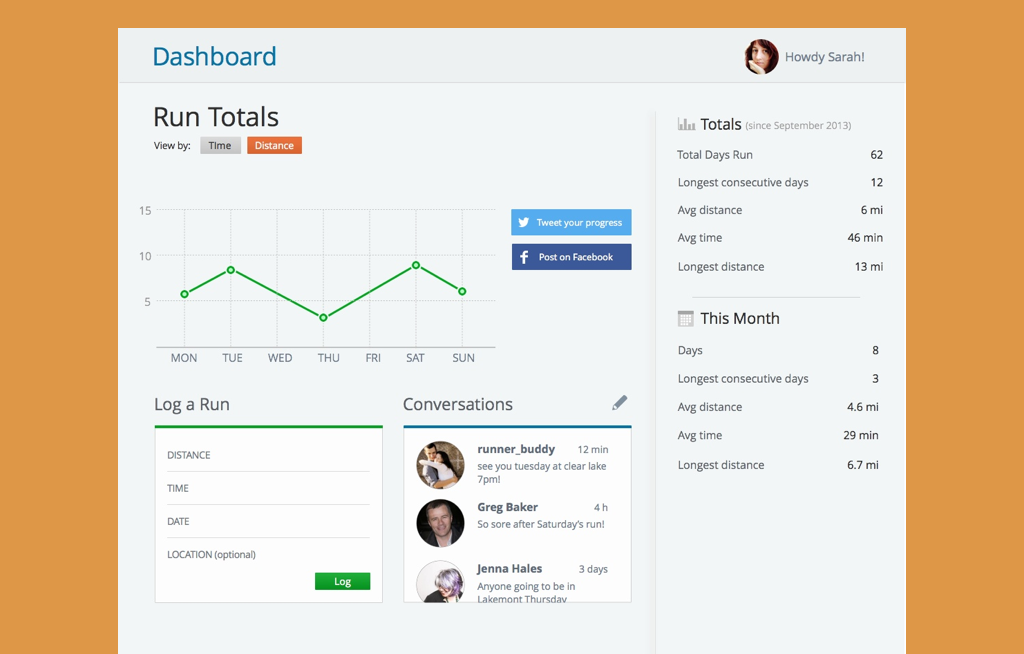 Dashboard
Howdy Sarah!
Run Totals
View by: TIme Distance
15
10
5
MON TUE WED THU FRI SAT SUN
Tweet your progress
Post on Facebook
Log a Run
DISTANCE
TIME
DATE
LOCATION (optional)
Log
Conversations
runner_buddy 12 min
see you tuesday at clear lake
7pm!
Greg Baker 4 h
So sore after Saturday's run!
Jenna Hales 3 days
Anyone going to be in
Lakemont Thursday
Totals (since September 2013)
Total Days Run 62
Longest consecutive days 12
Avg distance 6 mi
Avg time 46 min
Longest distance 13 mi
This Month
Days 8
Longest consecutive days 3
Avg distance 4.6 mi
Avg time 29 min
Longest distance 6.7 mi